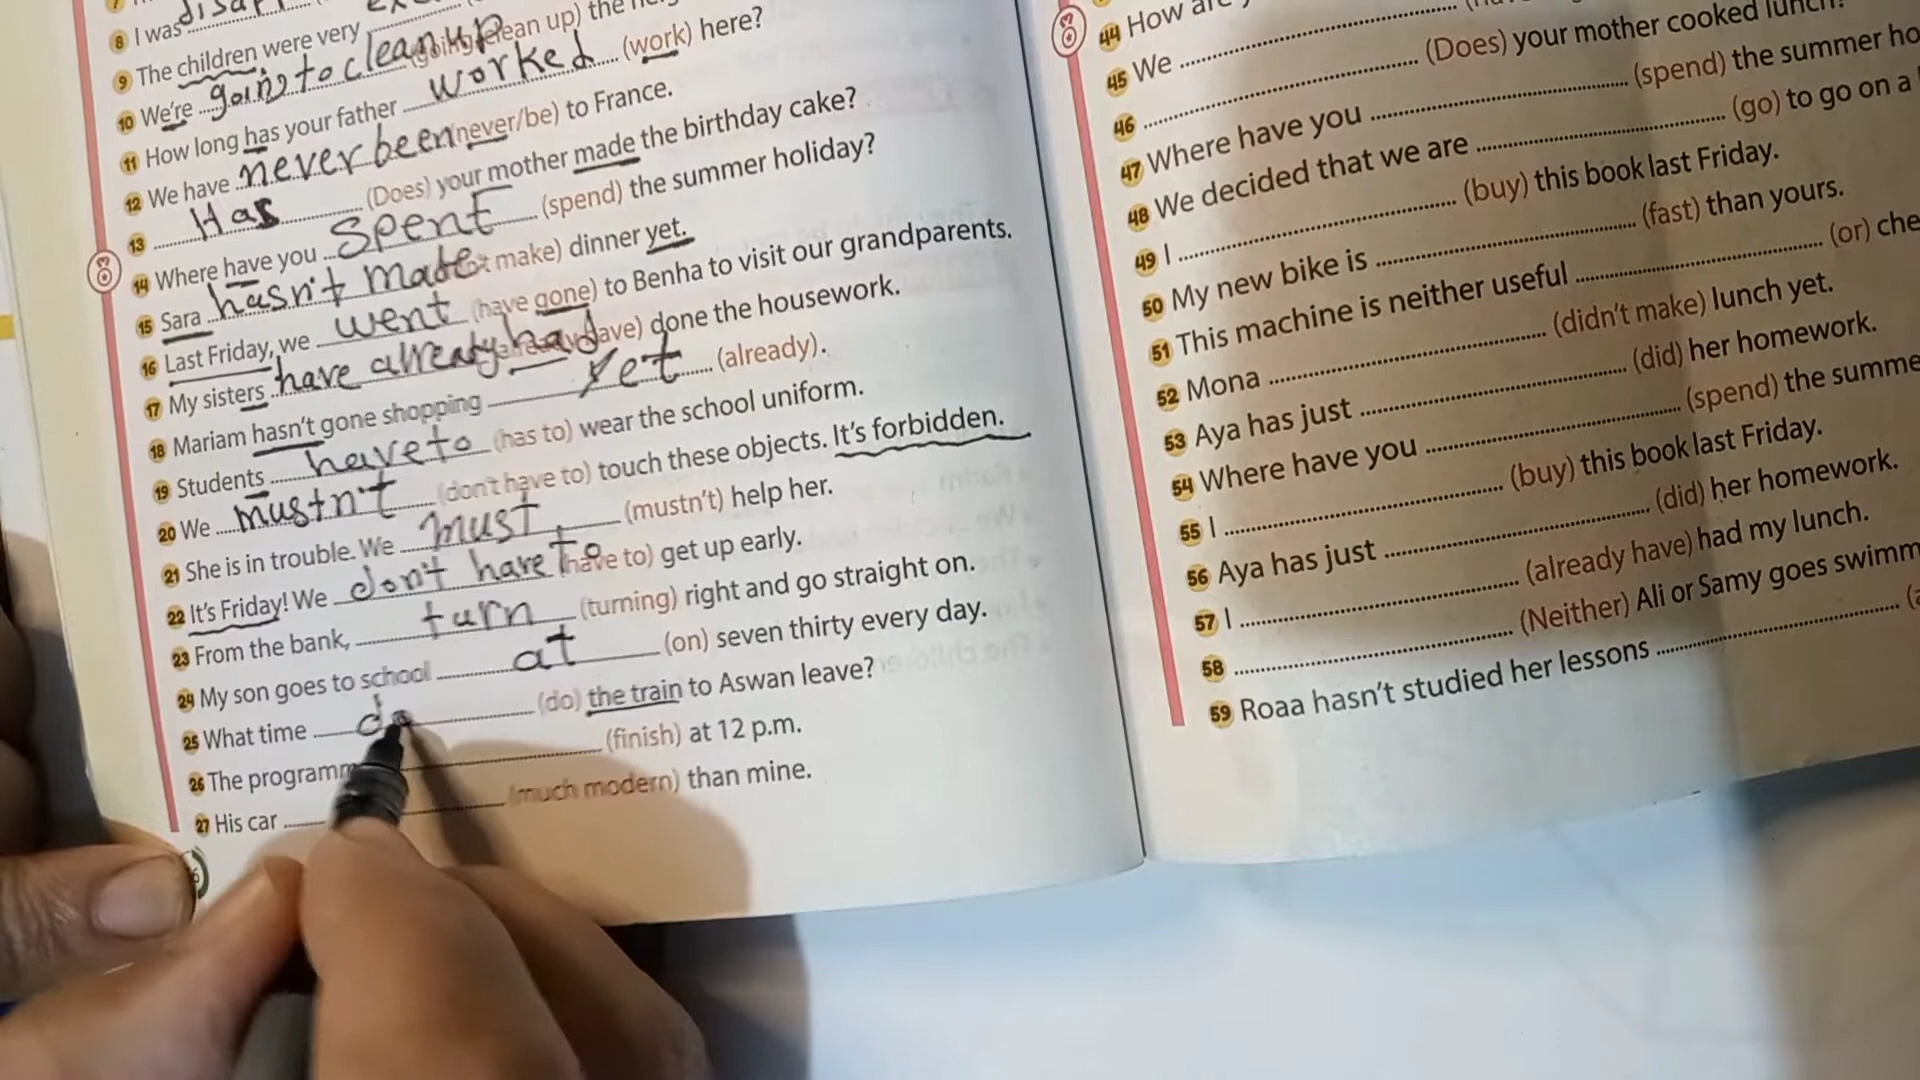 8 I was disap
9 The children were very
10 We're going to clean up (going clean up) the
11 How long has your father worked (work) here?
12 We have never been (never/be) to France.
13 Has (Does) your mother made the birthday cake?
14 Where have you spent (spend) the summer holiday?
15 Sara hasn't made make) dinner yet.
16 Last Friday, we went (have gone) to Benha to visit our grandparents.
17 My sisters have already had have) done the housework.
18 Mariam hasn't gone shopping yet (already).
19 Students have to (has to) wear the school uniform.
20 We mustn't (don't have to) touch these objects. It's forbidden.
21 She is in trouble. We must (mustn't) help her.
22 It's Friday! We don't have to (have to) get up early.
23 From the bank, turn (turning) right and go straight on.
24 My son goes to school at (on) seven thirty every day.
25 What time do (do) the train to Aswan leave?
26 The programm (finish) at 12 p.m.
27 His car (much modern) than mine.
44 How are
45 We
46 (Does) your mother cooked lunch?
47 Where have you (spend) the summer ho
48 We decided that we are (go) to go on a
49 I (buy) this book last Friday.
50 My new bike is (fast) than yours.
51 This machine is neither useful (or) che
52 Mona (didn't make) lunch yet.
53 Aya has just (did) her homework.
54 Where have you (spend) the summe
55 I (buy) this book last Friday.
56 Aya has just (did) her homework.
57 I (already have) had my lunch.
58 (Neither) Ali or Samy goes swimm
59 Roaa hasn't studied her lessons (a